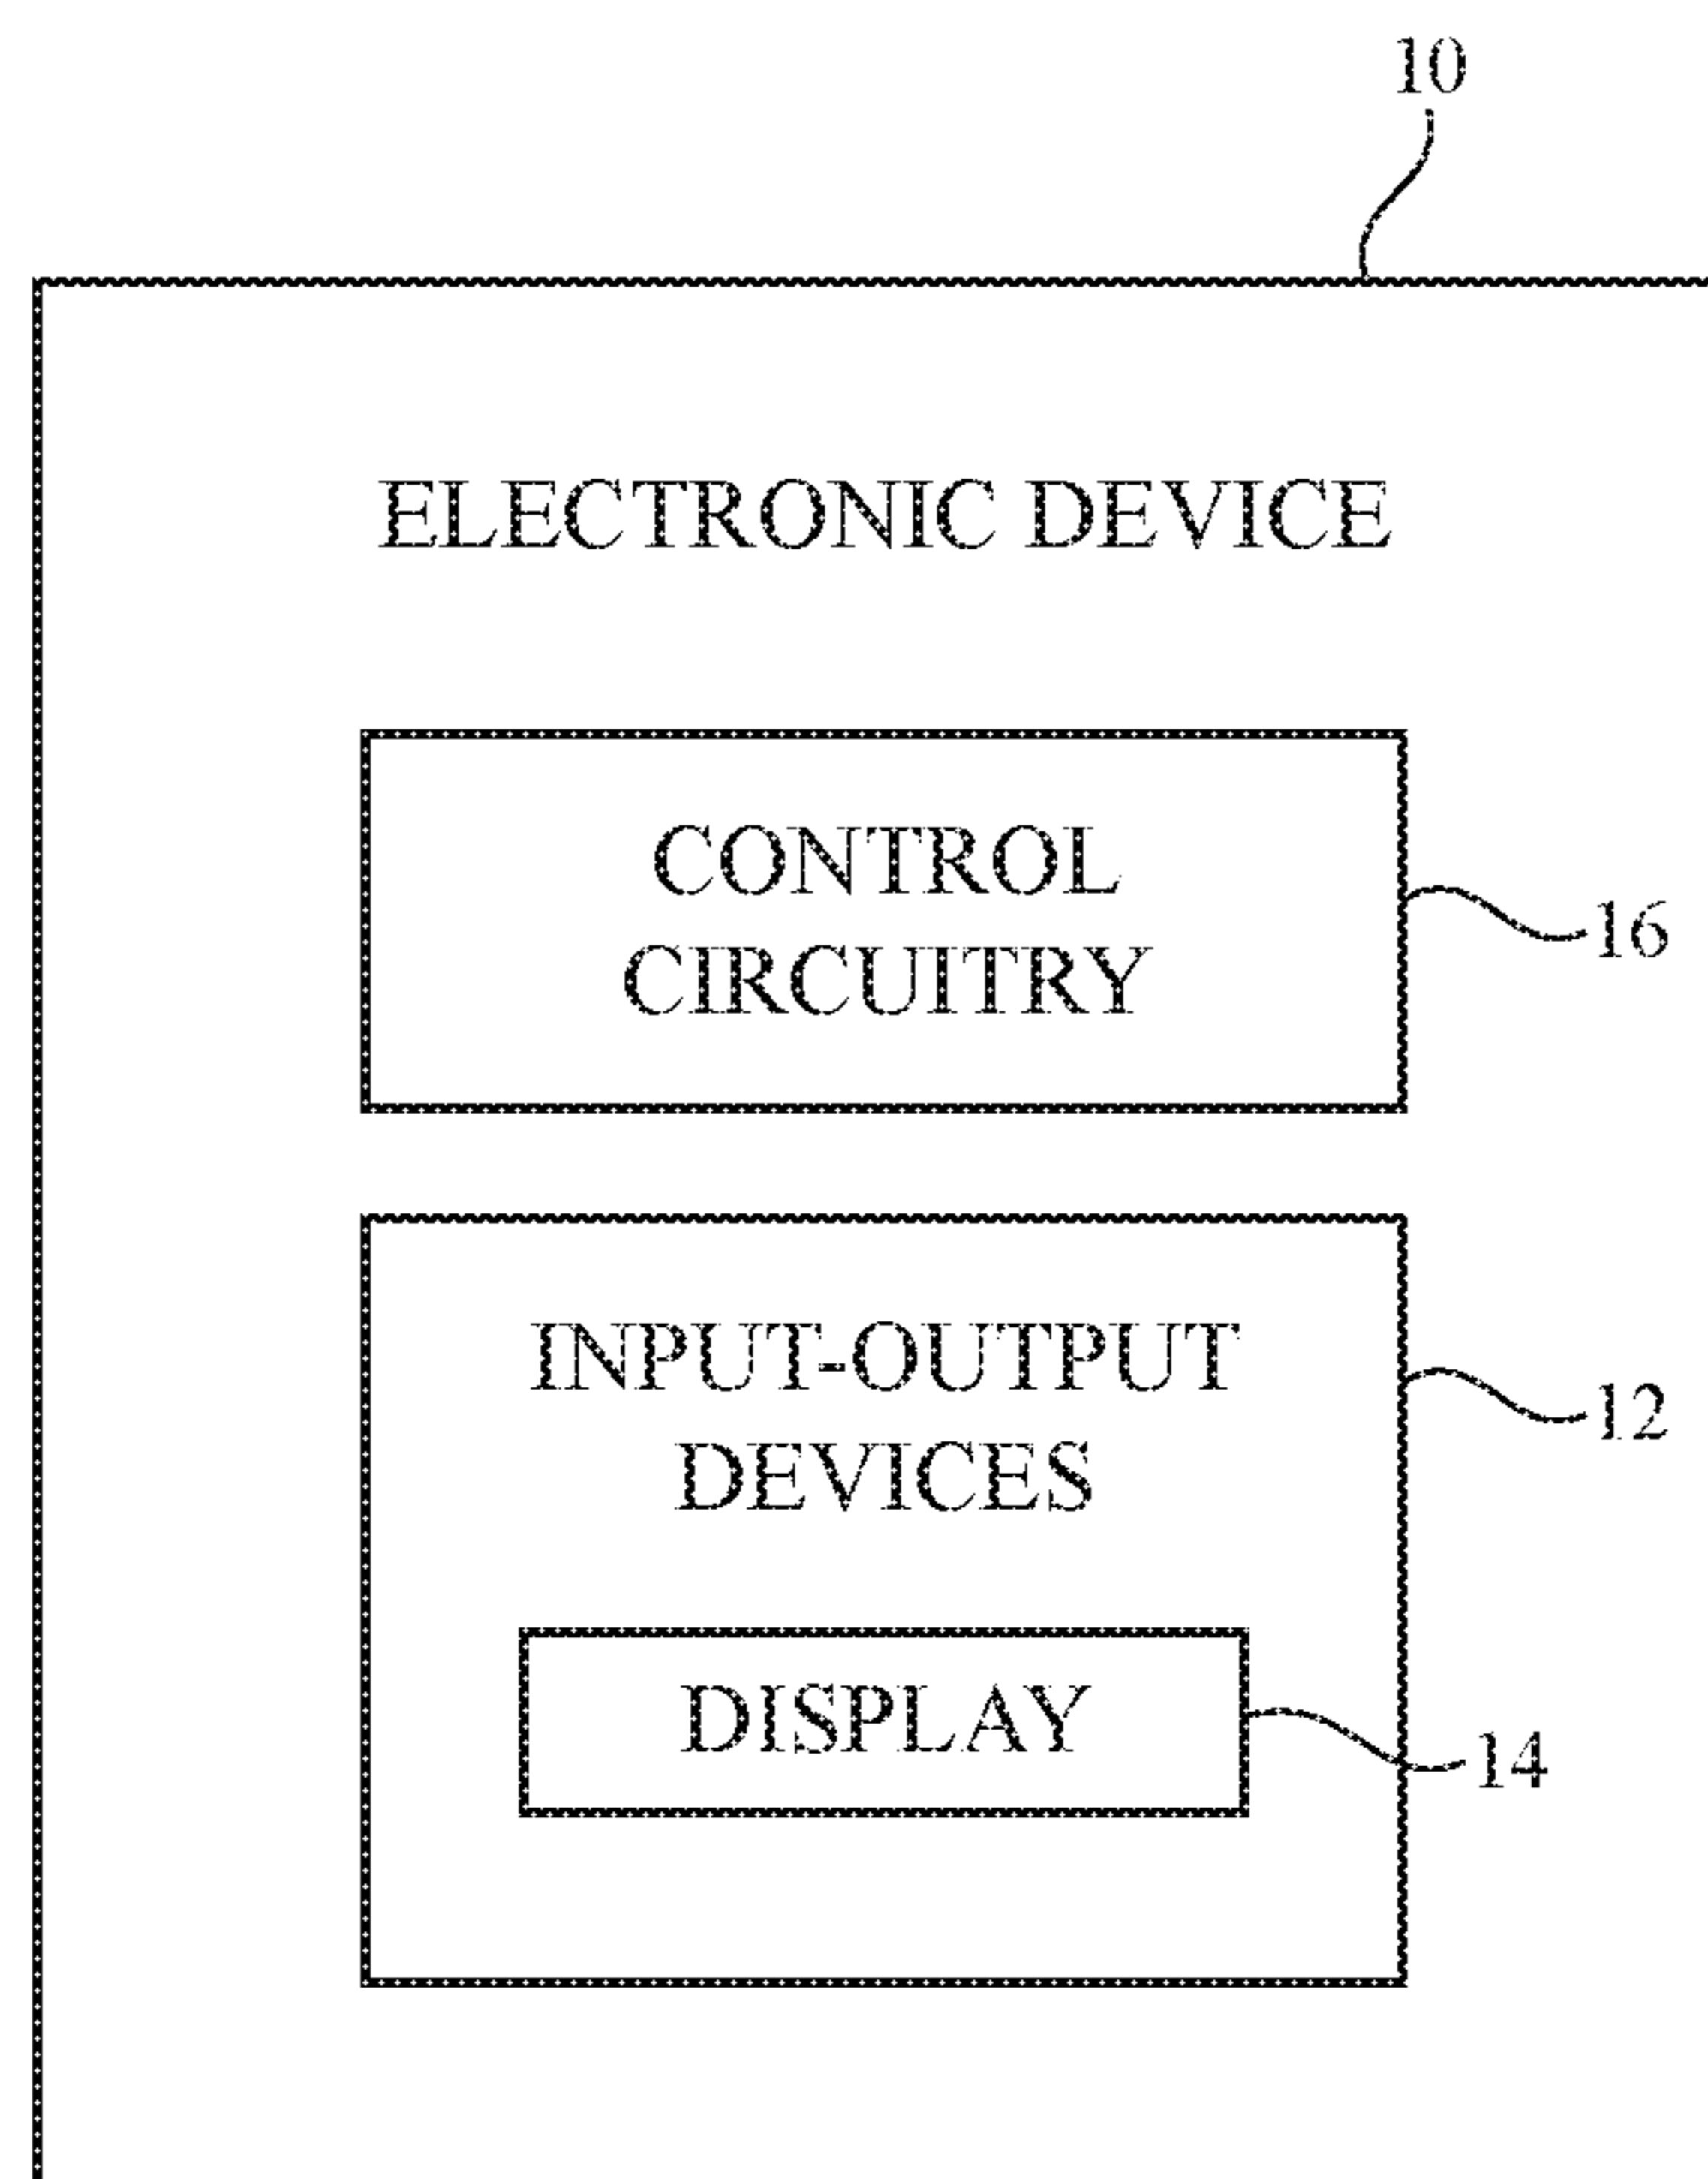 10
ELECTRONIC DEVICE
CONTROL
CIRCUITRY
16
INPUT-OUTPUT
DEVICES
12
DISPLAY
14